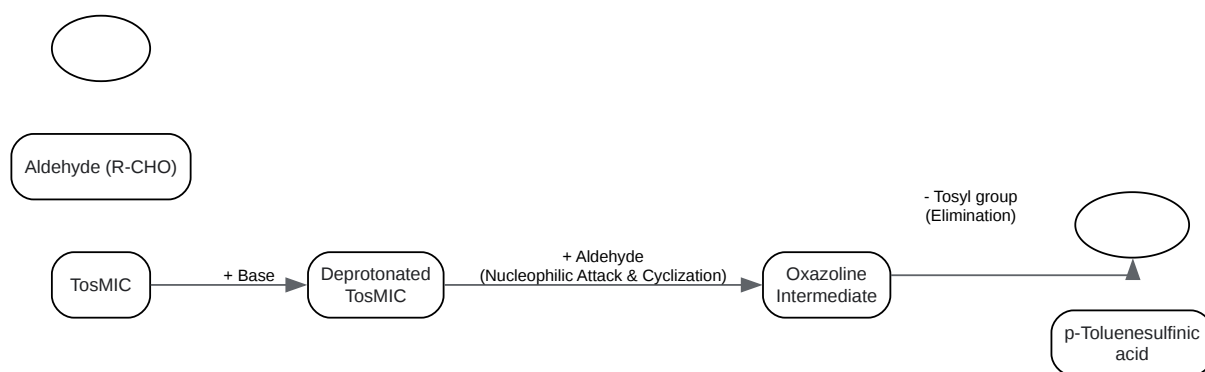 Aldehyde (R-CHO)
- Tosyl group
(Elimination)
TosMIC
+ Base
Deprotonated
TosMIC
+ Aldehyde
(Nucleophilic Attack & Cyclization)
Oxazoline
Intermediate
p-Toluenesulfinic
acid